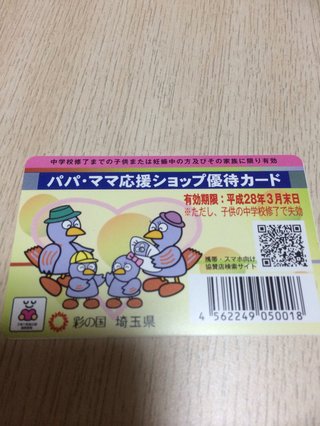 中学校修了までの子供または妊娠中の方及びその家族に限り有効
パパ・ママ応援ショップ優待カード
有効期限：平成28年3月末日
※ただし、子供の中学校修了で失効
携帯・スマホ向け
協賛店検索サイト
彩の国 埼玉県
4 562249 050018